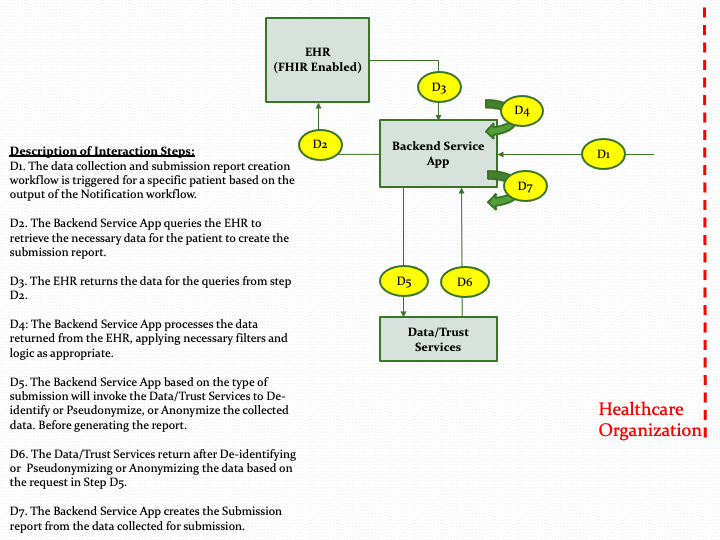 EHR
(FHIR Enabled)
D3
D4
D2
Backend Service
App
D1
D7
Description of Interaction Steps:
D1. The data collection and submission report creation
workflow is triggered for a specific patient based on the
output of the Notification workflow.
D2. The Backend Service App queries the EHR to
retrieve the necessary data for the patient to create the
submission report.
D3. The EHR returns the data for the queries from step
D2.
D4: The Backend Service App processes the data
returned from the EHR, applying necessary filters and
logic as appropriate.
D5. The Backend Service App based on the type of
submission will invoke the Data/Trust Services to De-
identify or Pseudonymize, or Anonymize the collected
data. Before generating the report.
D6. The Data/Trust Services return after De-identifying
or  Pseudonymizing or Anonymizing the data based on
the request in Step D5.
D7. The Backend Service App creates the Submission
report from the data collected for submission.
D5
D6
Data/Trust
Services
Healthcare
Organization